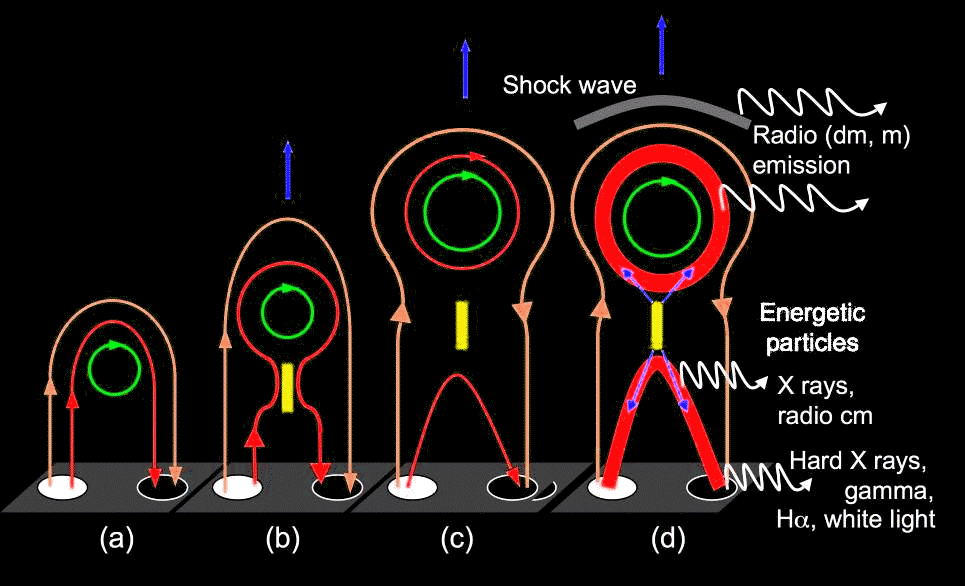 Shock wave
Radio (dm, m)
emission
Energetic
particles
X rays,
radio cm
Hard X rays,
gamma,
Hα, white light
(a)
(b)
(c)
(d)